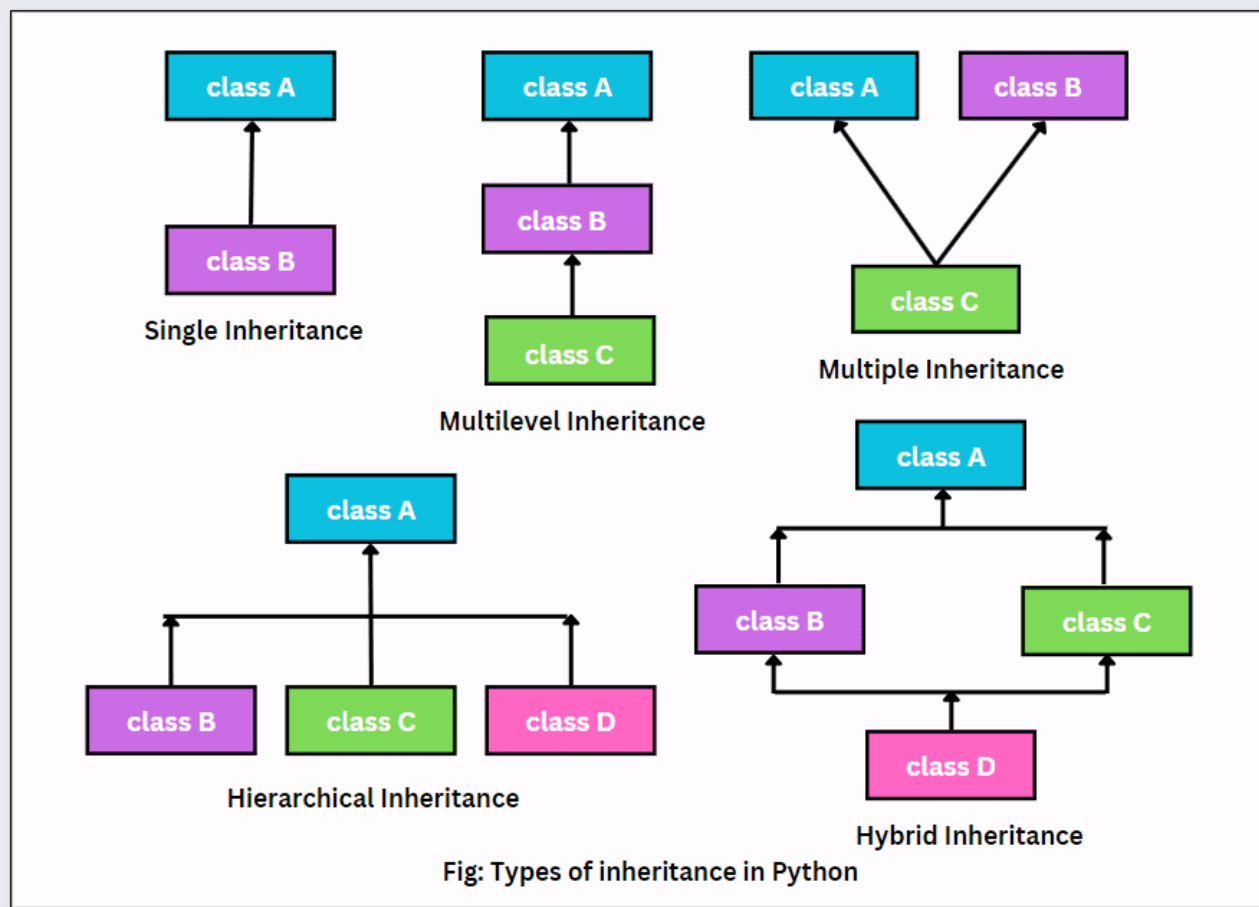 class A
class B
Single Inheritance
class A
class B
class C
Multilevel Inheritance
class A
class B
class C
Multiple Inheritance
class A
class B
class C
class D
Hierarchical Inheritance
class A
class B
class C
class D
Hybrid Inheritance
Fig: Types of inheritance in Python